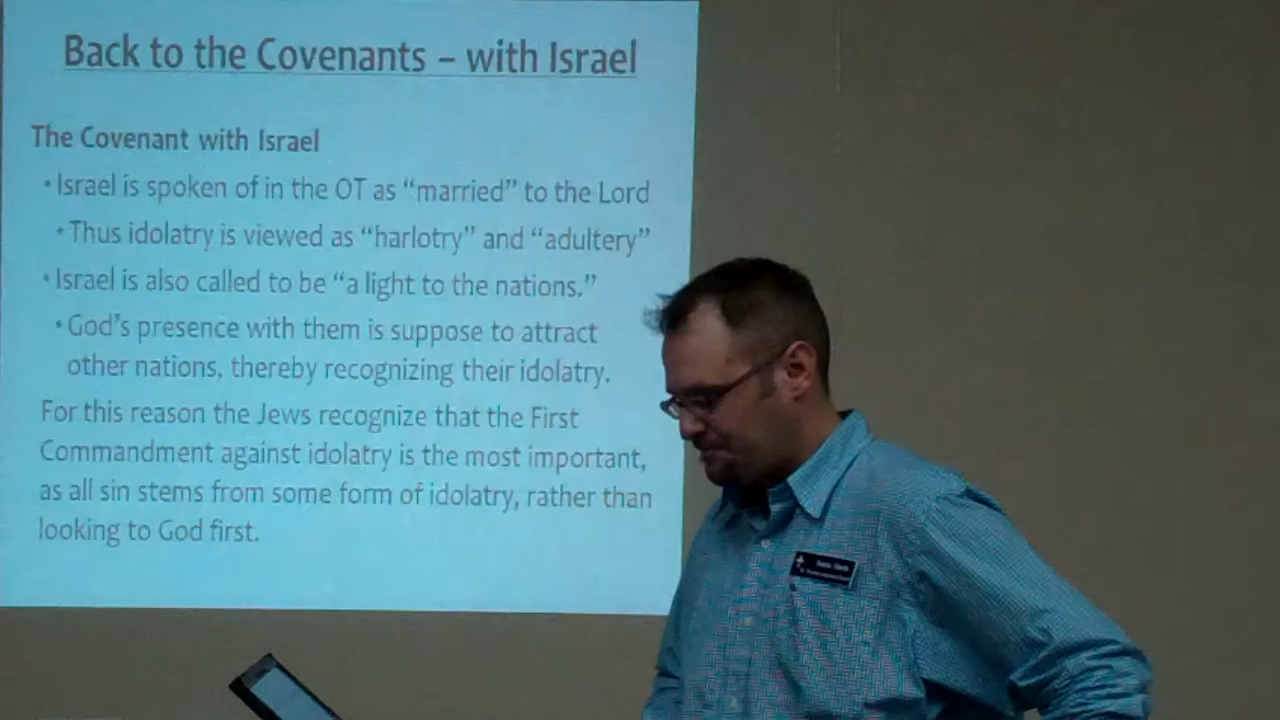 Back to the Covenants – with Israel
The Covenant with Israel
• Israel is spoken of in the OT as “married” to the Lord
• Thus idolatry is viewed as “harlotry” and “adultery”
• Israel is also called to be “a light to the nations.”
• God’s presence with them is suppose to attract
other nations, thereby recognizing their idolatry.
For this reason the Jews recognize that the First
Commandment against idolatry is the most important,
as all sin stems from some form of idolatry, rather than
looking to God first.